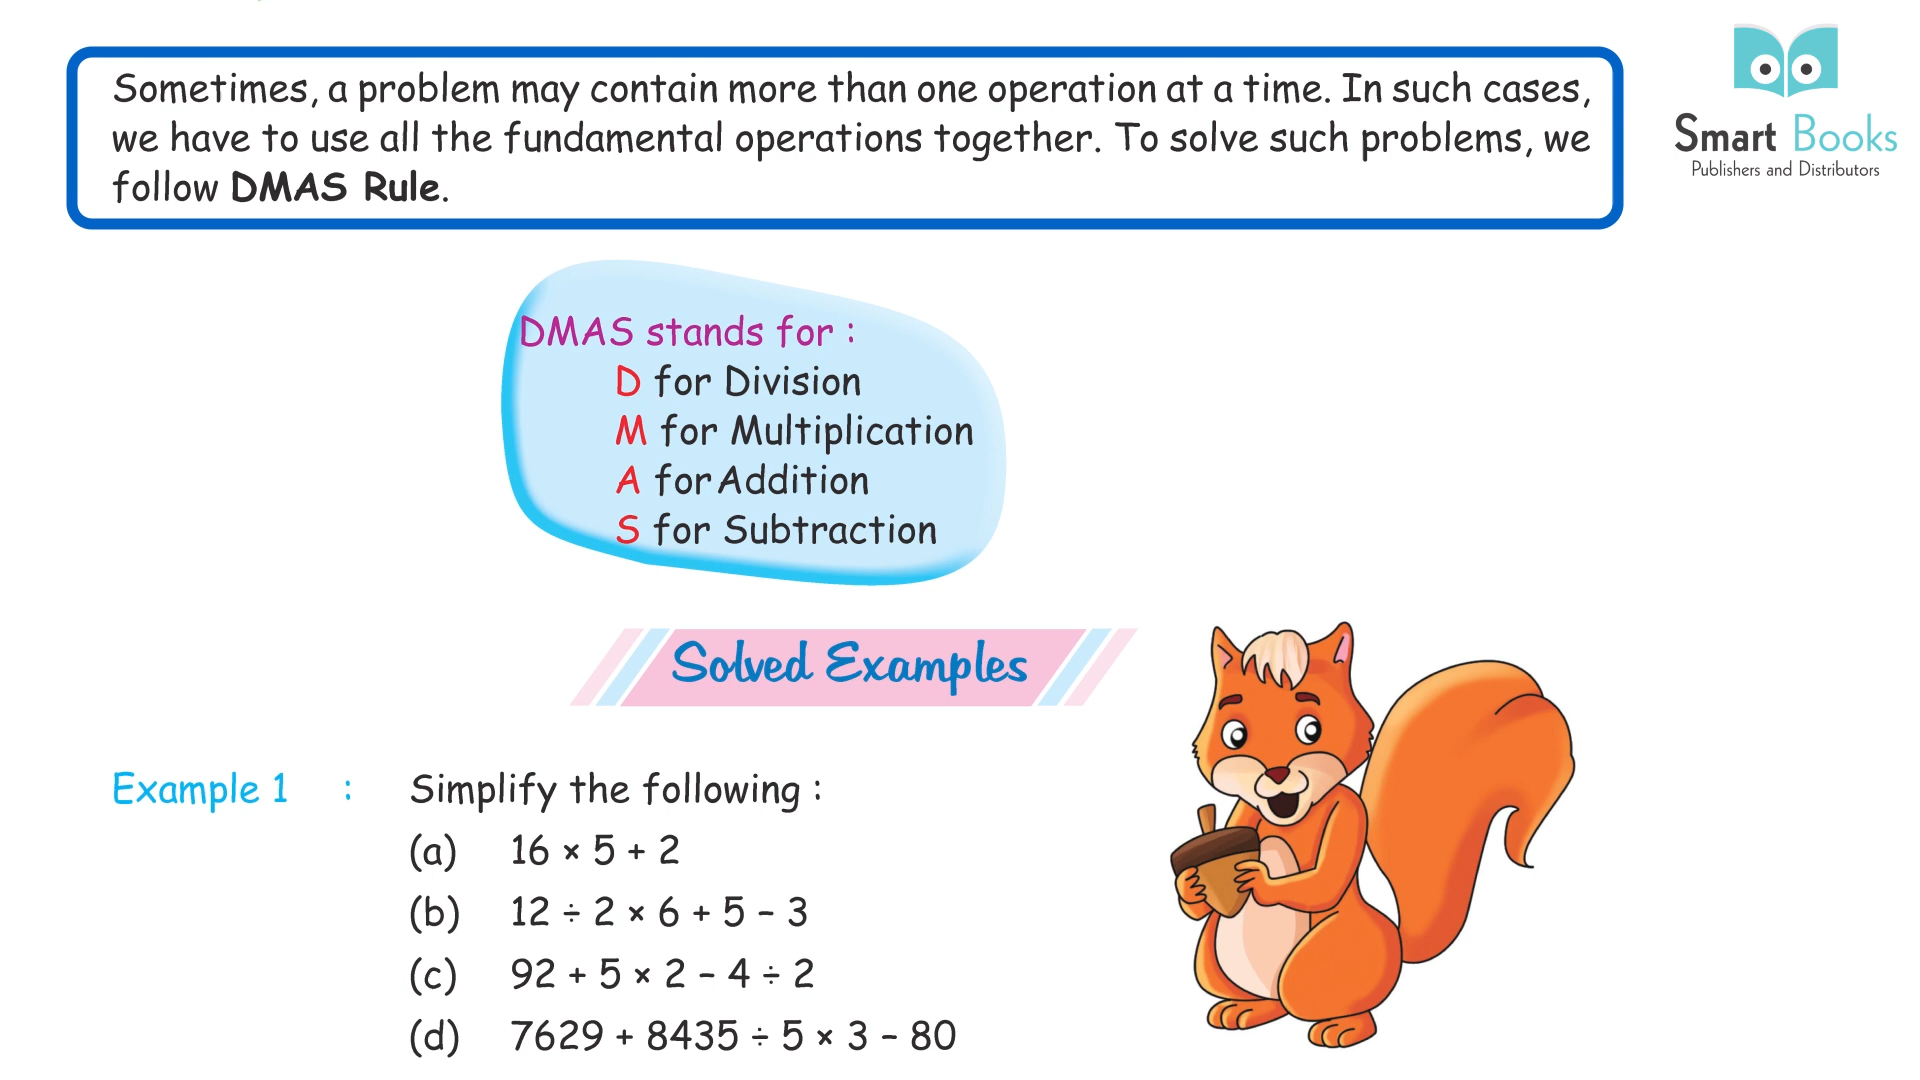 Sometimes, a problem may contain more than one operation at a time. In such cases,
we have to use all the fundamental operations together. To solve such problems, we
follow DMAS Rule.
Smart Books
Publishers and Distributors
DMAS stands for :
D for Division
M for Multiplication
A for Addition
S for Subtraction
Solved Examples
Example 1 : Simplify the following :
(a) 16 × 5 + 2
(b) 12 ÷ 2 × 6 + 5 – 3
(c) 92 + 5 × 2 – 4 ÷ 2
(d) 7629 + 8435 ÷ 5 × 3 – 80